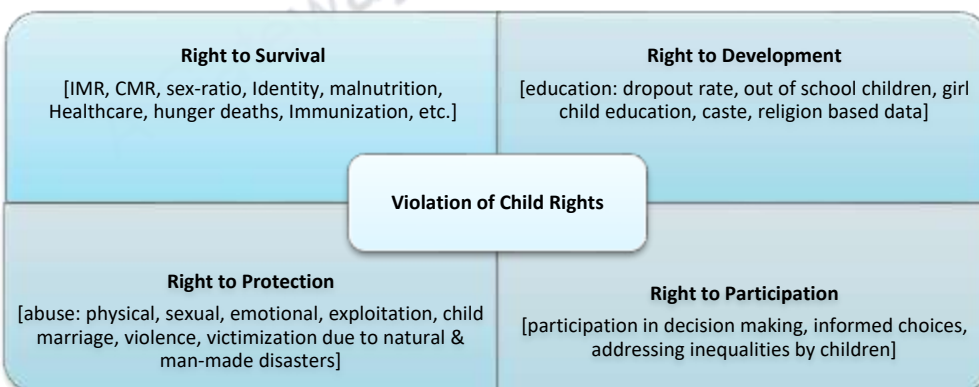 Right to Survival
[IMR, CMR, sex-ratio, Identity, malnutrition,
Healthcare, hunger deaths, Immunization, etc.]
Right to Development
[education: dropout rate, out of school children, girl
child education, caste, religion based data]
Violation of Child Rights
Right to Protection
[abuse: physical, sexual, emotional, exploitation, child
marriage, violence, victimization due to natural &
man-made disasters]
Right to Participation
[participation in decision making, informed choices,
addressing inequalities by children]